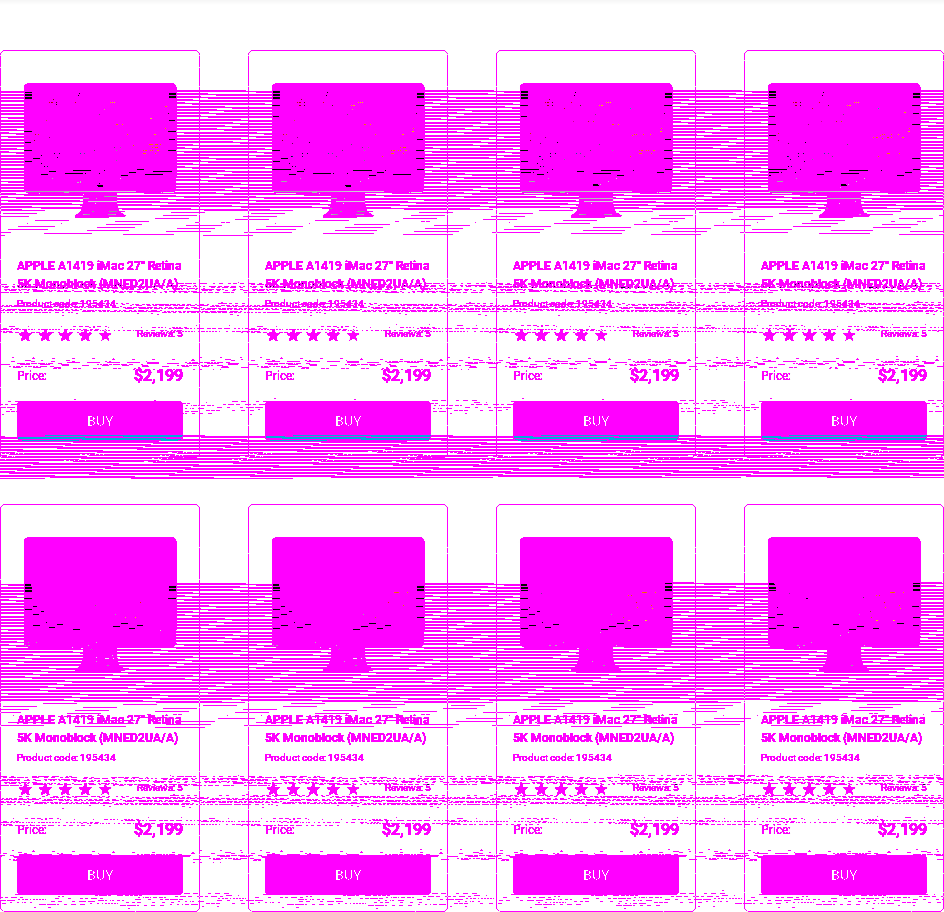 APPLE A1419 iMac 27" Retina
5K Monoblock (MNED2UA/A)
Product code: 195434
Reviews: 5
Price: $2,199
BUY
APPLE A1419 iMac 27" Retina
5K Monoblock (MNED2UA/A)
Product code: 195434
Reviews: 5
Price: $2,199
BUY
APPLE A1419 iMac 27" Retina
5K Monoblock (MNED2UA/A)
Product code: 195434
Reviews: 5
Price: $2,199
BUY
APPLE A1419 iMac 27" Retina
5K Monoblock (MNED2UA/A)
Product code: 195434
Reviews: 5
Price: $2,199
BUY
APPLE A1419 iMac 27" Retina
5K Monoblock (MNED2UA/A)
Product code: 195434
Reviews: 5
Price: $2,199
BUY
APPLE A1419 iMac 27" Retina
5K Monoblock (MNED2UA/A)
Product code: 195434
Reviews: 5
Price: $2,199
BUY
APPLE A1419 iMac 27" Retina
5K Monoblock (MNED2UA/A)
Product code: 195434
Reviews: 5
Price: $2,199
BUY
APPLE A1419 iMac 27" Retina
5K Monoblock (MNED2UA/A)
Product code: 195434
Reviews: 5
Price: $2,199
BUY